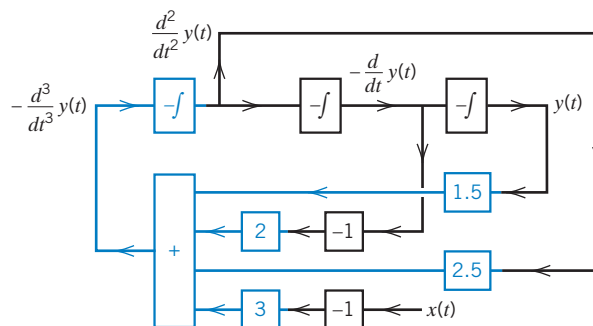 d²/dt² y(t)
-d³/dt³ y(t)
-∫
-∫
-d/dt y(t)
-∫
y(t)
1.5
2
-1
+
2.5
3
-1
x(t)